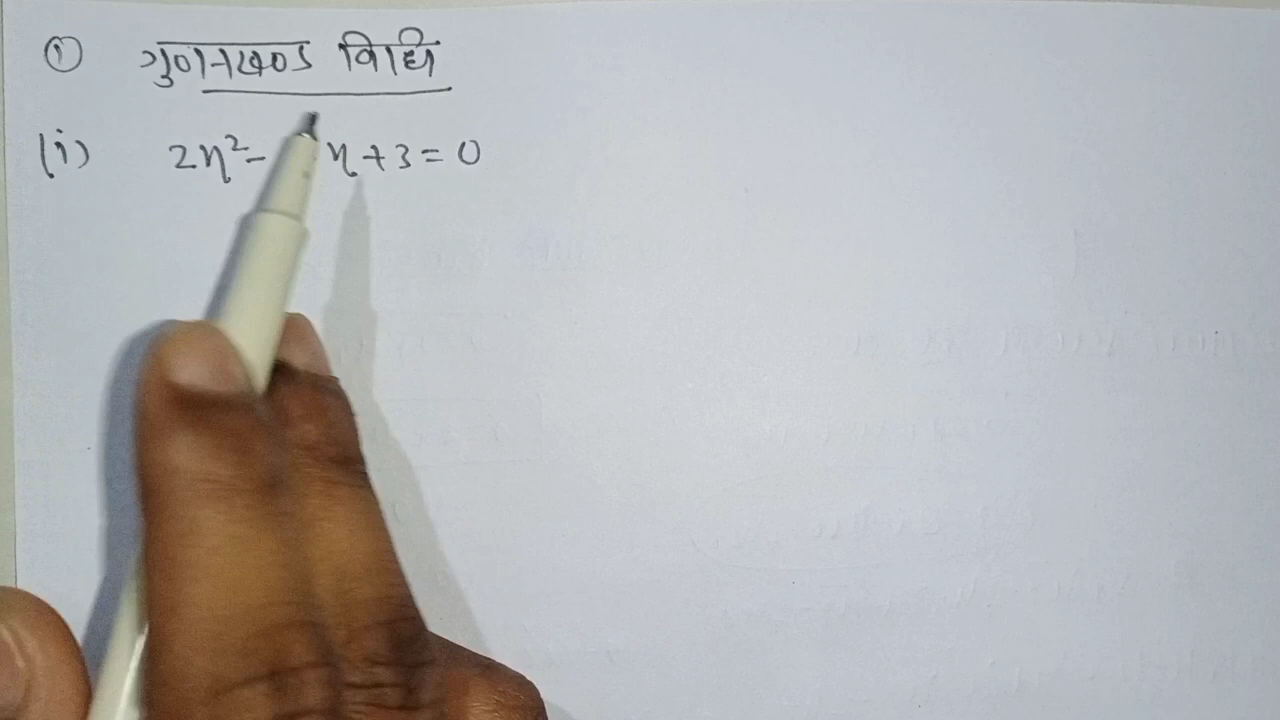 ① गुणनखण्ड विधि
(i) 2x² - x + 3 = 0